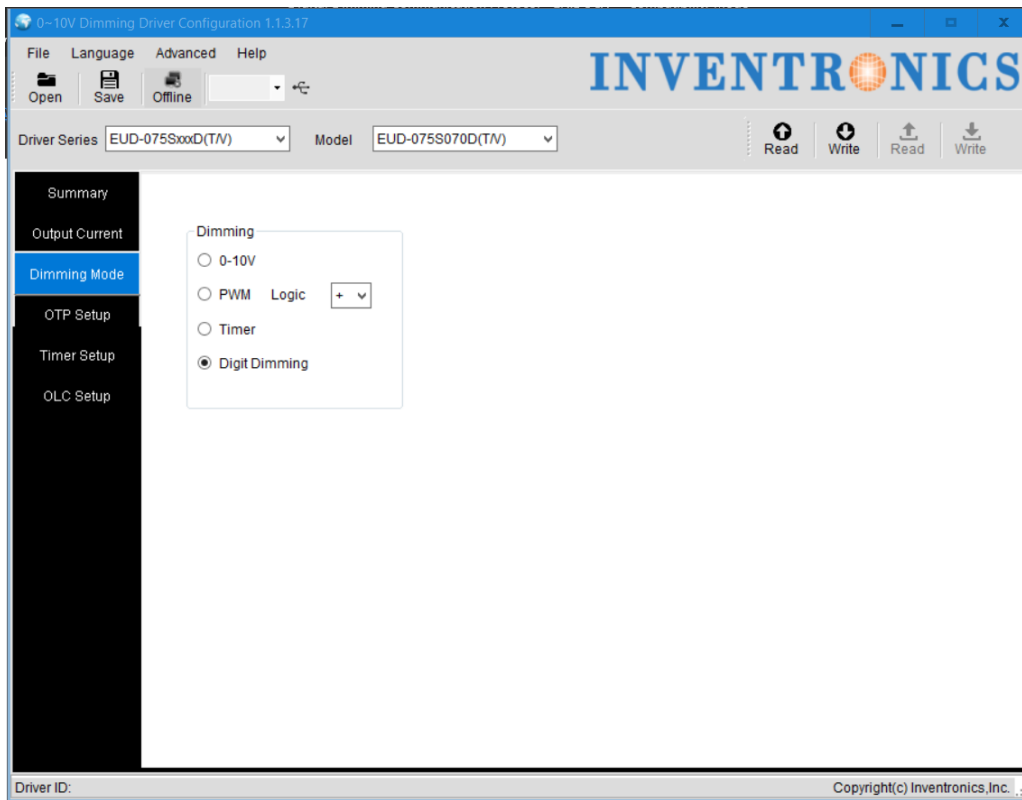 0~10V Dimming Driver Configuration 1.1.3.17
File Language Advanced Help
INVENTRONICS
Open Save Offline
Driver Series EUD-075SxxxD(T/V) Model EUD-075S070D(T/V)
Read Write Read Write
Summary
Output Current
Dimming Mode
OTP Setup
Timer Setup
OLC Setup
Dimming
0-10V
PWM Logic +
Timer
Digit Dimming
Driver ID:
Copyright(c) Inventronics,Inc.